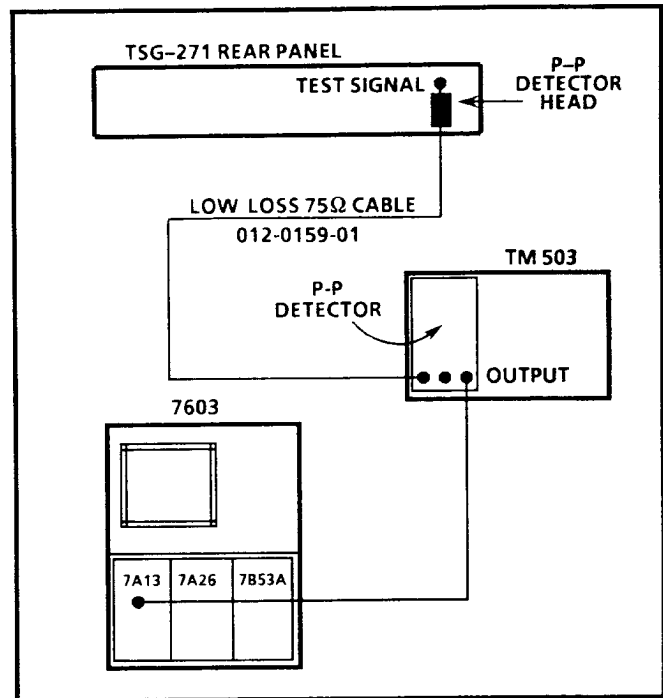 TSG-271 REAR PANEL
TEST SIGNAL
P-P
DETECTOR
HEAD
LOW LOSS 75Ω CABLE
012-0159-01
TM 503
P-P
DETECTOR
OUTPUT
7603
7A13 7A26 7B53A